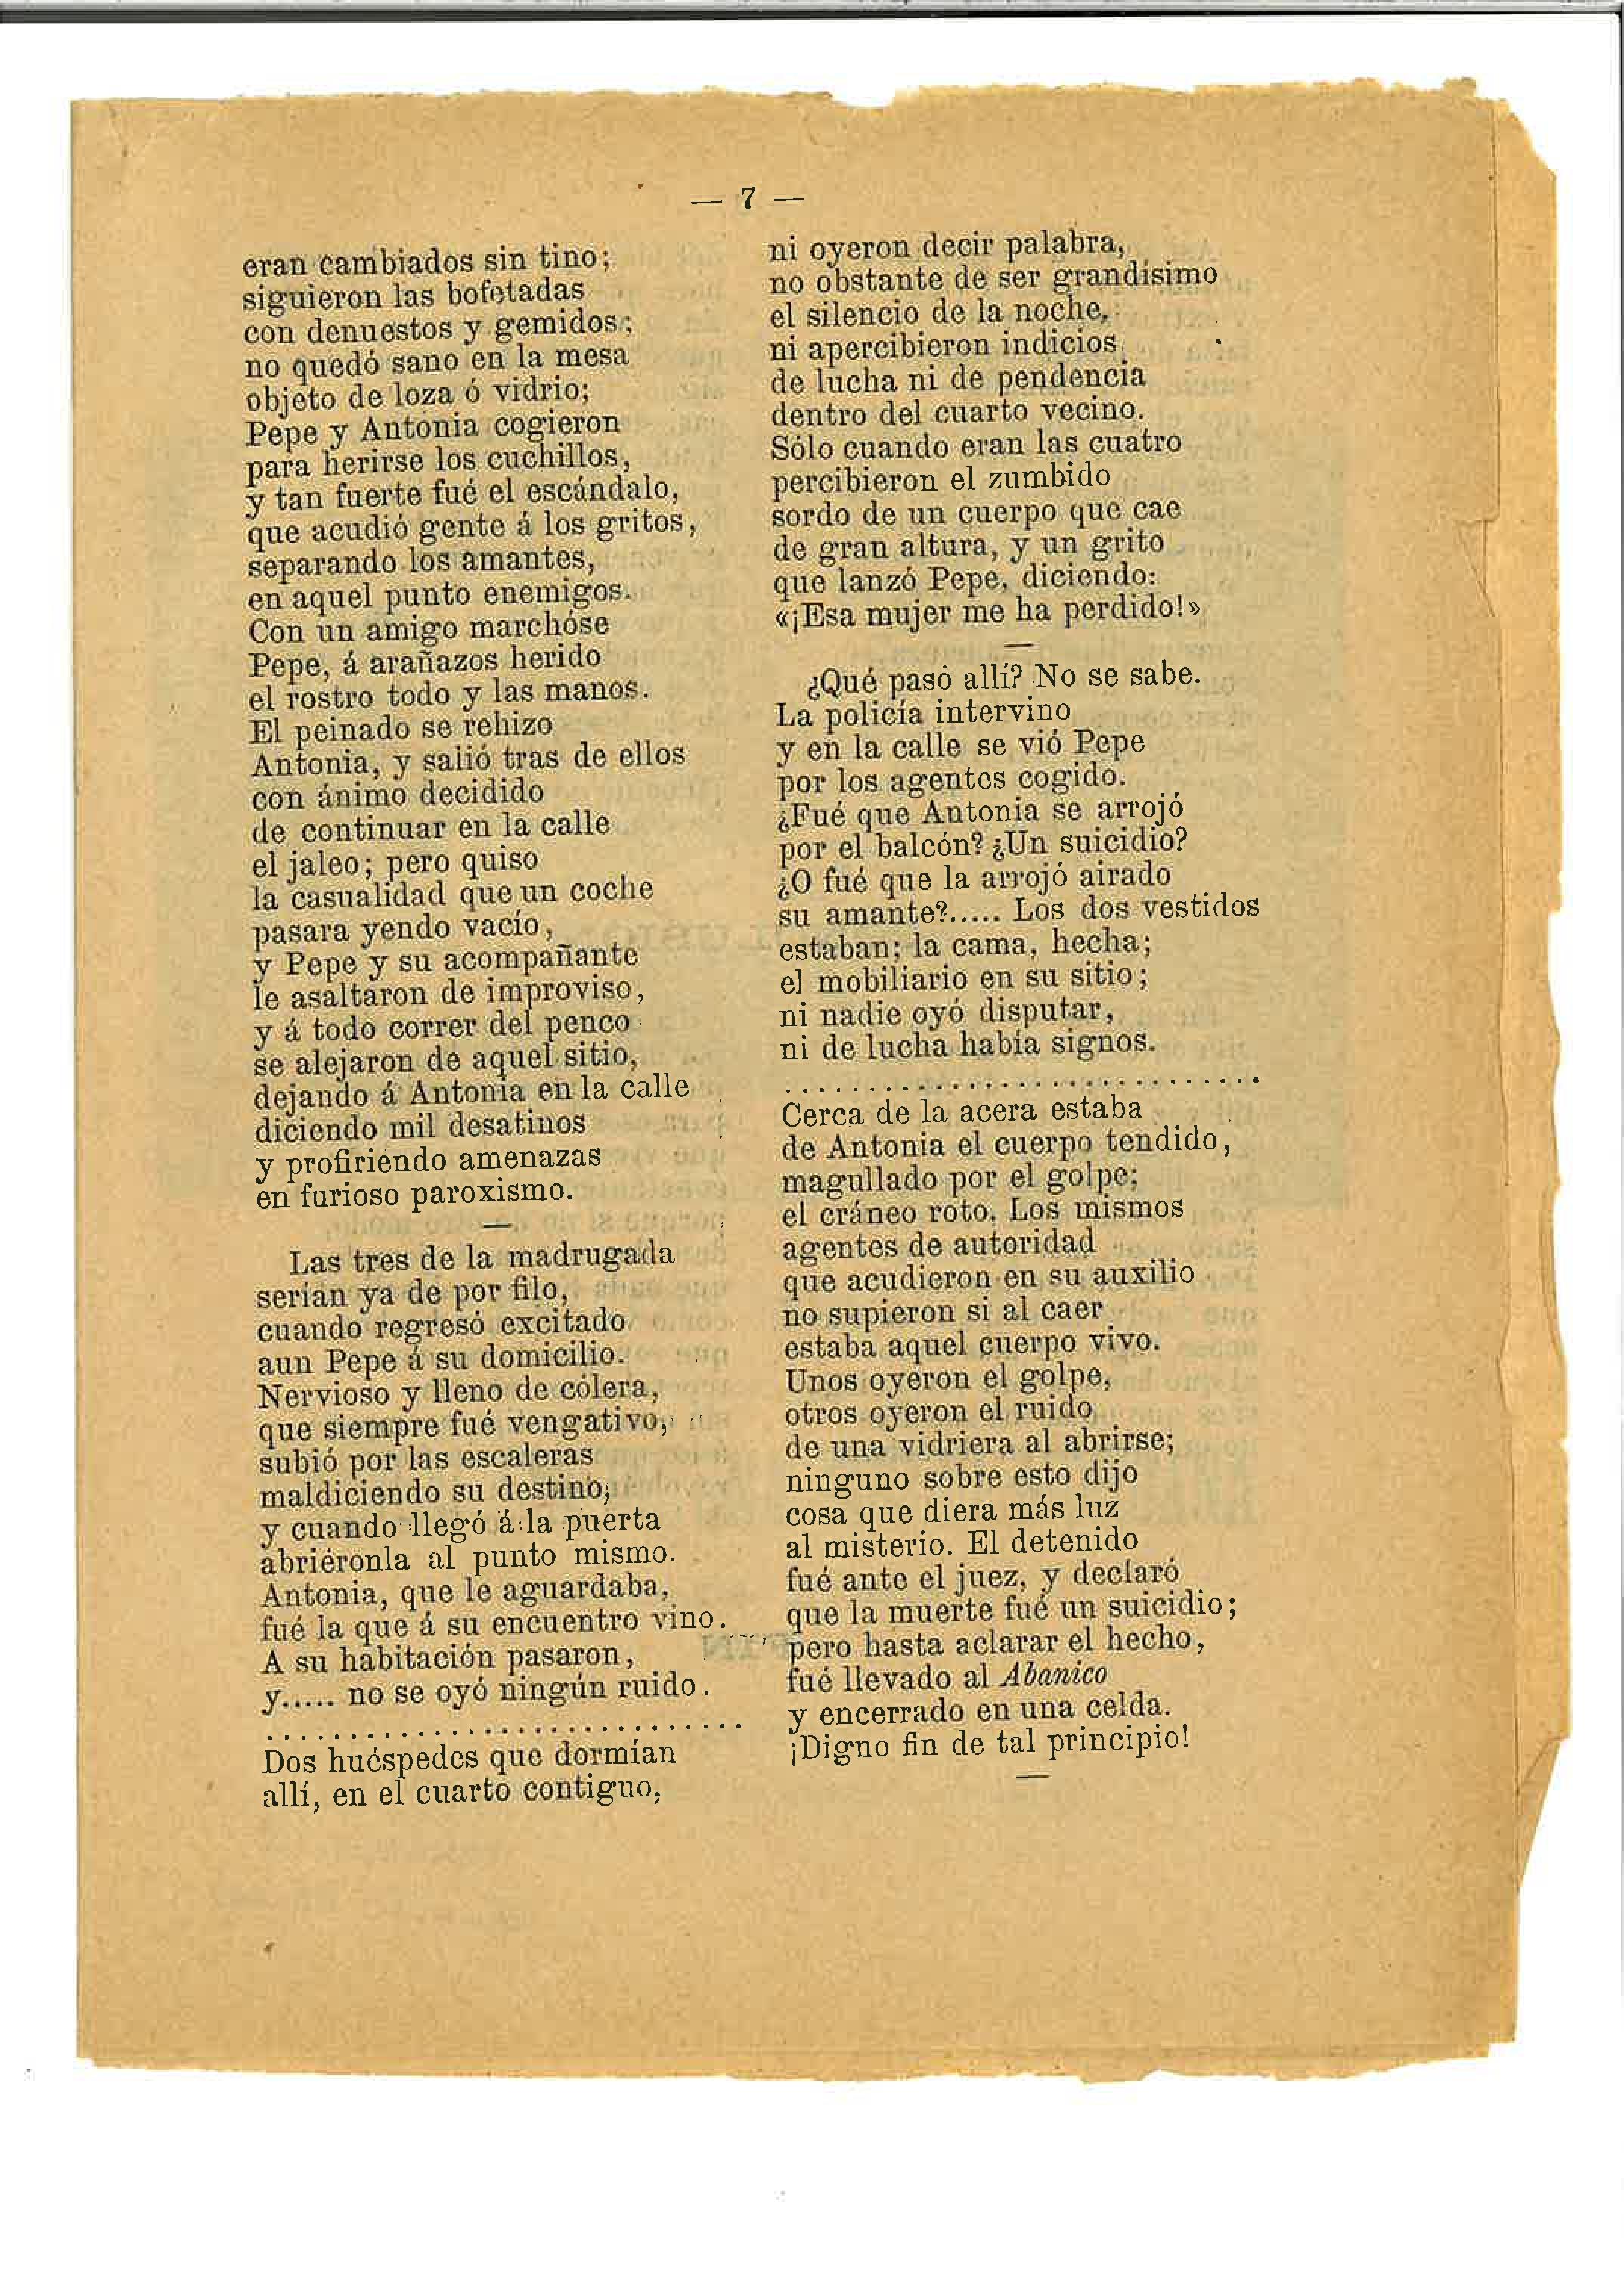 — 7 —
eran cambiados sin tino;
siguieron las bofetadas
con denuestos y gemidos;
no quedó sano en la mesa
objeto de loza ó vidrio;
Pepe y Antonia cogieron
para herirse los cuchillos,
y tan fuerte fué el escándalo,
que acudió gente á los gritos,
separando los amantes,
en aquel punto enemigos.
Con un amigo marchóse
Pepe, á arañazos herido
el rostro todo y las manos.
El peinado se rehizo
Antonia, y salió tras de ellos
con ánimo decidido
de continuar en la calle
el jaleo; pero quiso
la casualidad que un coche
pasara yendo vacío,
y Pepe y su acompañante
le asaltaron de improviso,
y á todo correr del penco
se alejaron de aquel sitio,
dejando á Antonia en la calle
diciendo mil desatinos
y profiriendo amenazas
en furioso paroxismo.
—
Las tres de la madrugada
serían ya de por filo,
cuando regresó excitado
aun Pepe á su domicilio.
Nervioso y lleno de cólera,
que siempre fué vengativo,
subió por las escaleras
maldiciendo su destino,
y cuando llegó á la puerta
abriéronla al punto mismo.
Antonia, que le aguardaba,
fué la que á su encuentro vino.
A su habitación pasaron,
y..... no se oyó ningún ruido.
............................
Dos huéspedes que dormían
allí, en el cuarto contiguo,
ni oyeron decir palabra,
no obstante de ser grandísimo
el silencio de la noche,
ni apercibieron indicios
de lucha ni de pendencia
dentro del cuarto vecino.
Sólo cuando eran las cuatro
percibieron el zumbido
sordo de un cuerpo que cae
de gran altura, y un grito
que lanzó Pepe, diciendo:
«¡Esa mujer me ha perdido!»
—
¿Qué pasó allí? No se sabe.
La policía intervino
y en la calle se vió Pepe
por los agentes cogido.
¿Fué que Antonia se arrojó
por el balcón? ¿Un suicidio?
¿O fué que la arrojó airado
su amante?..... Los dos vestidos
estaban; la cama, hecha;
el mobiliario en su sitio;
ni nadie oyó disputar,
ni de lucha había signos.
............................
Cerca de la acera estaba
de Antonia el cuerpo tendido,
magullado por el golpe;
el cráneo roto. Los mismos
agentes de autoridad
que acudieron en su auxilio
no supieron si al caer
estaba aquel cuerpo vivo.
Unos oyeron el golpe,
otros oyeron el ruido
de una vidriera al abrirse;
ninguno sobre esto dijo
cosa que diera más luz
al misterio. El detenido
fué ante el juez, y declaró
que la muerte fué un suicidio;
pero hasta aclarar el hecho,
fué llevado al Abanico
y encerrado en una celda.
¡Digno fin de tal principio!
—